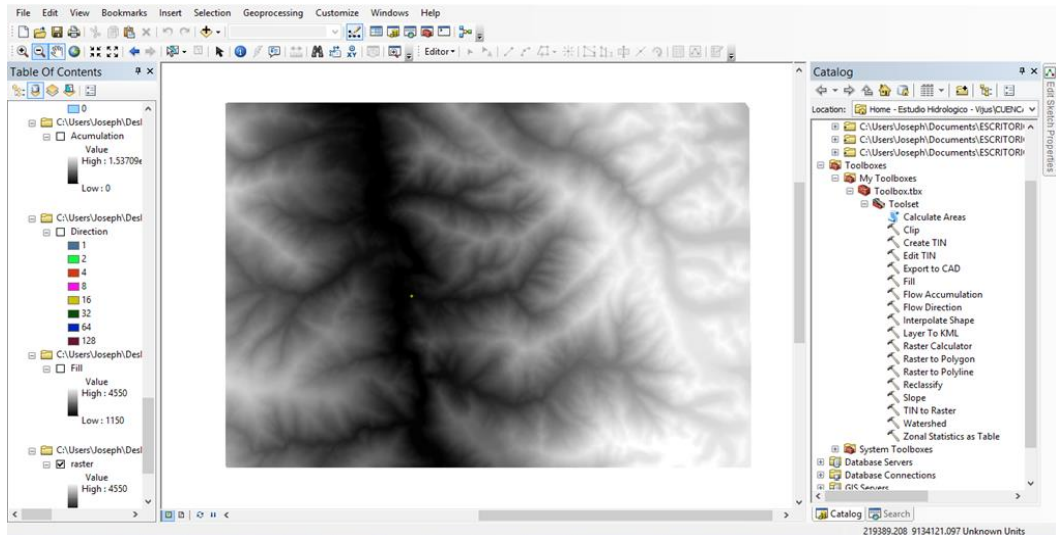 File Edit View Bookmarks Insert Selection Geoprocessing Customize Windows Help
Editor
Table Of Contents
0
C:\Users\Joseph\Desl
Acumulation
Value
High : 1.53709e
Low : 0
C:\Users\Joseph\Desl
Direction
1
2
4
8
16
32
64
128
C:\Users\Joseph\Desl
Fill
Value
High : 4550
Low : 1150
C:\Users\Joseph\Desl
raster
Value
High : 4550
Catalog
Location: Home - Estudio Hidrologico - Vijus\CUENC
C:\Users\Joseph\Documents\ESCRITORI
C:\Users\Joseph\Documents\ESCRITORI
C:\Users\Joseph\Documents\ESCRITORI
Toolboxes
My Toolboxes
Toolbox.tbx
Toolset
Calculate Areas
Clip
Create TIN
Edit TIN
Export to CAD
Fill
Flow Accumulation
Flow Direction
Interpolate Shape
Layer To KML
Raster Calculator
Raster to Polygon
Raster to Polyline
Reclassify
Slope
TIN to Raster
Watershed
Zonal Statistics as Table
System Toolboxes
Database Servers
Database Connections
GIS Servers
Catalog Search
Edit Sketch Properties
219389.208 9134121.097 Unknown Units